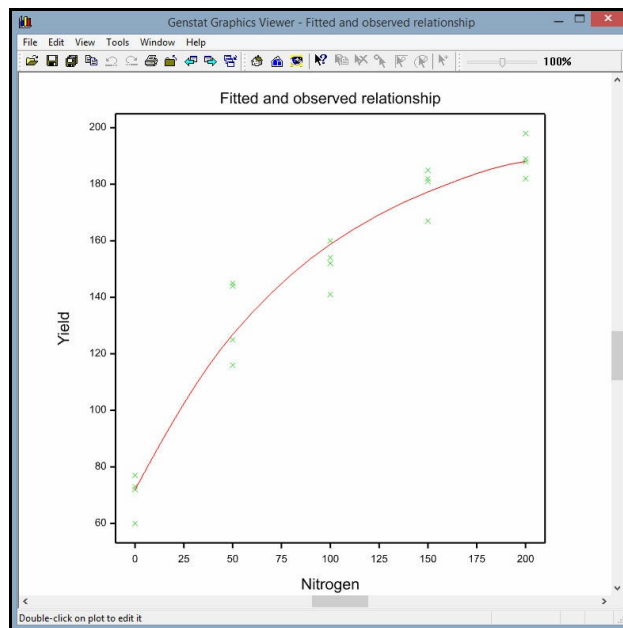 Genstat Graphics Viewer - Fitted and observed relationship
File Edit View Tools Window Help
100%
Fitted and observed relationship
200
180
160
140
120
100
80
60
Yield
0 25 50 75 100 125 150 175 200
Nitrogen
Double-click on plot to edit it